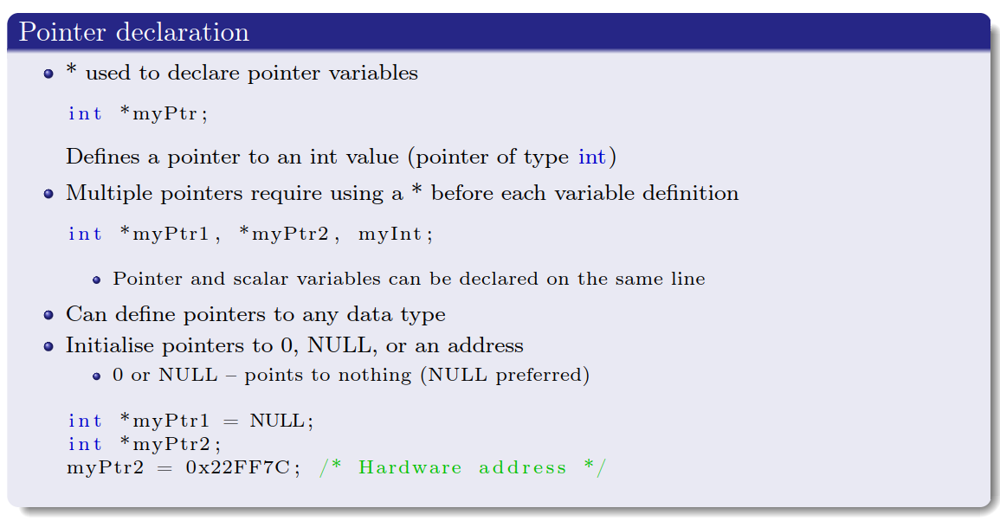 Pointer declaration
* used to declare pointer variables
int *myPtr;
Defines a pointer to an int value (pointer of type int)
Multiple pointers require using a * before each variable definition
int *myPtr1, *myPtr2, myInt;
Pointer and scalar variables can be declared on the same line
Can define pointers to any data type
Initialise pointers to 0, NULL, or an address
0 or NULL – points to nothing (NULL preferred)
int *myPtr1 = NULL;
int *myPtr2;
myPtr2 = 0x22FF7C; /* Hardware address */